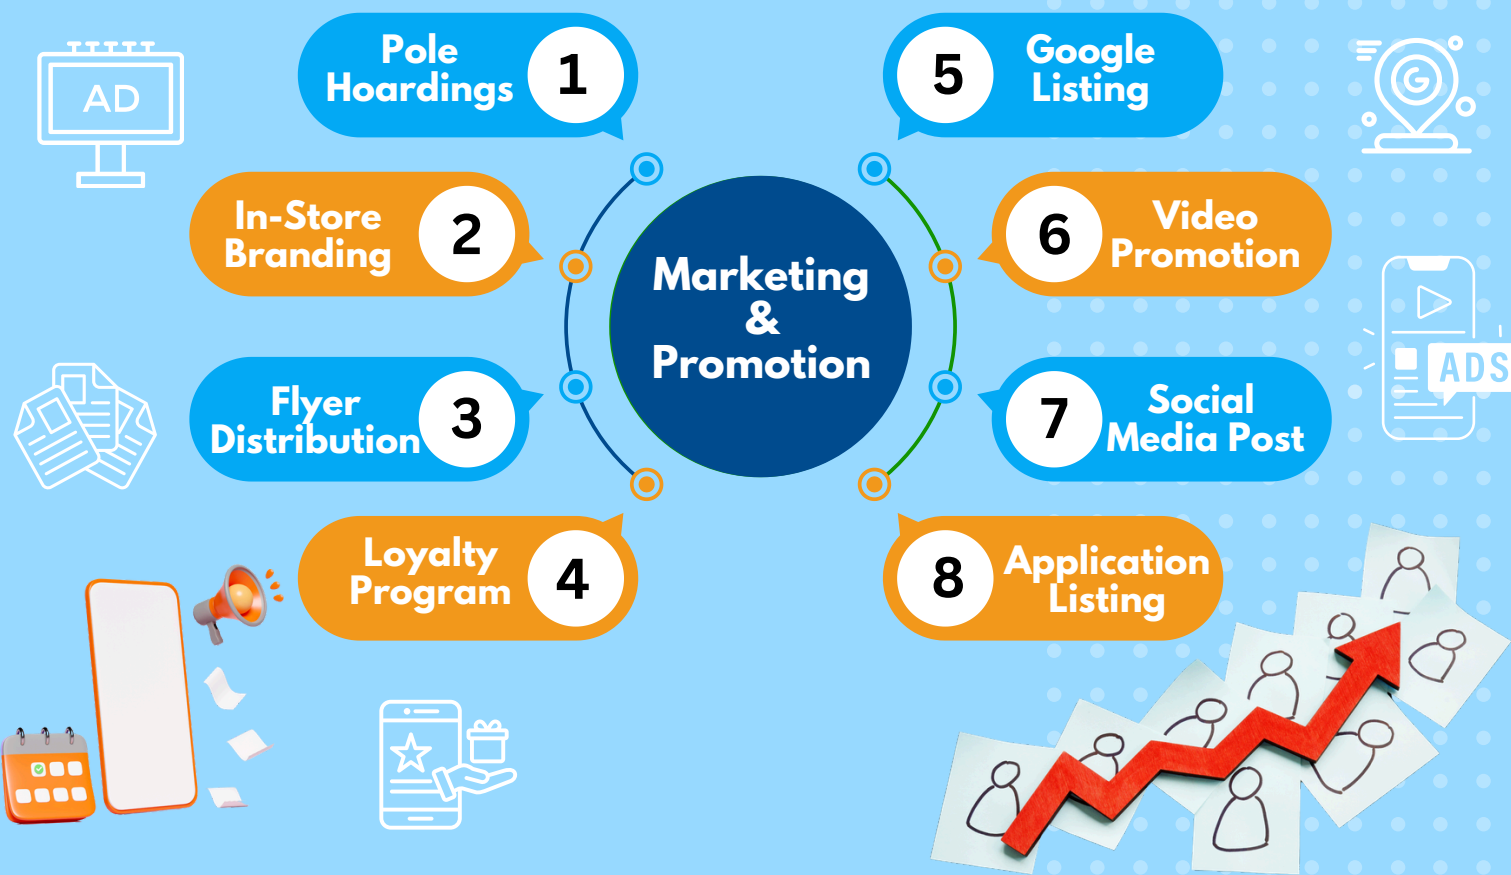 AD
Pole
Hoardings
1
In-Store
Branding
2
Flyer
Distribution
3
Loyalty
Program
4
Marketing
&
Promotion
5
Google
Listing
G
6
Video
Promotion
7
Social
Media Post
ADS
8
Application
Listing